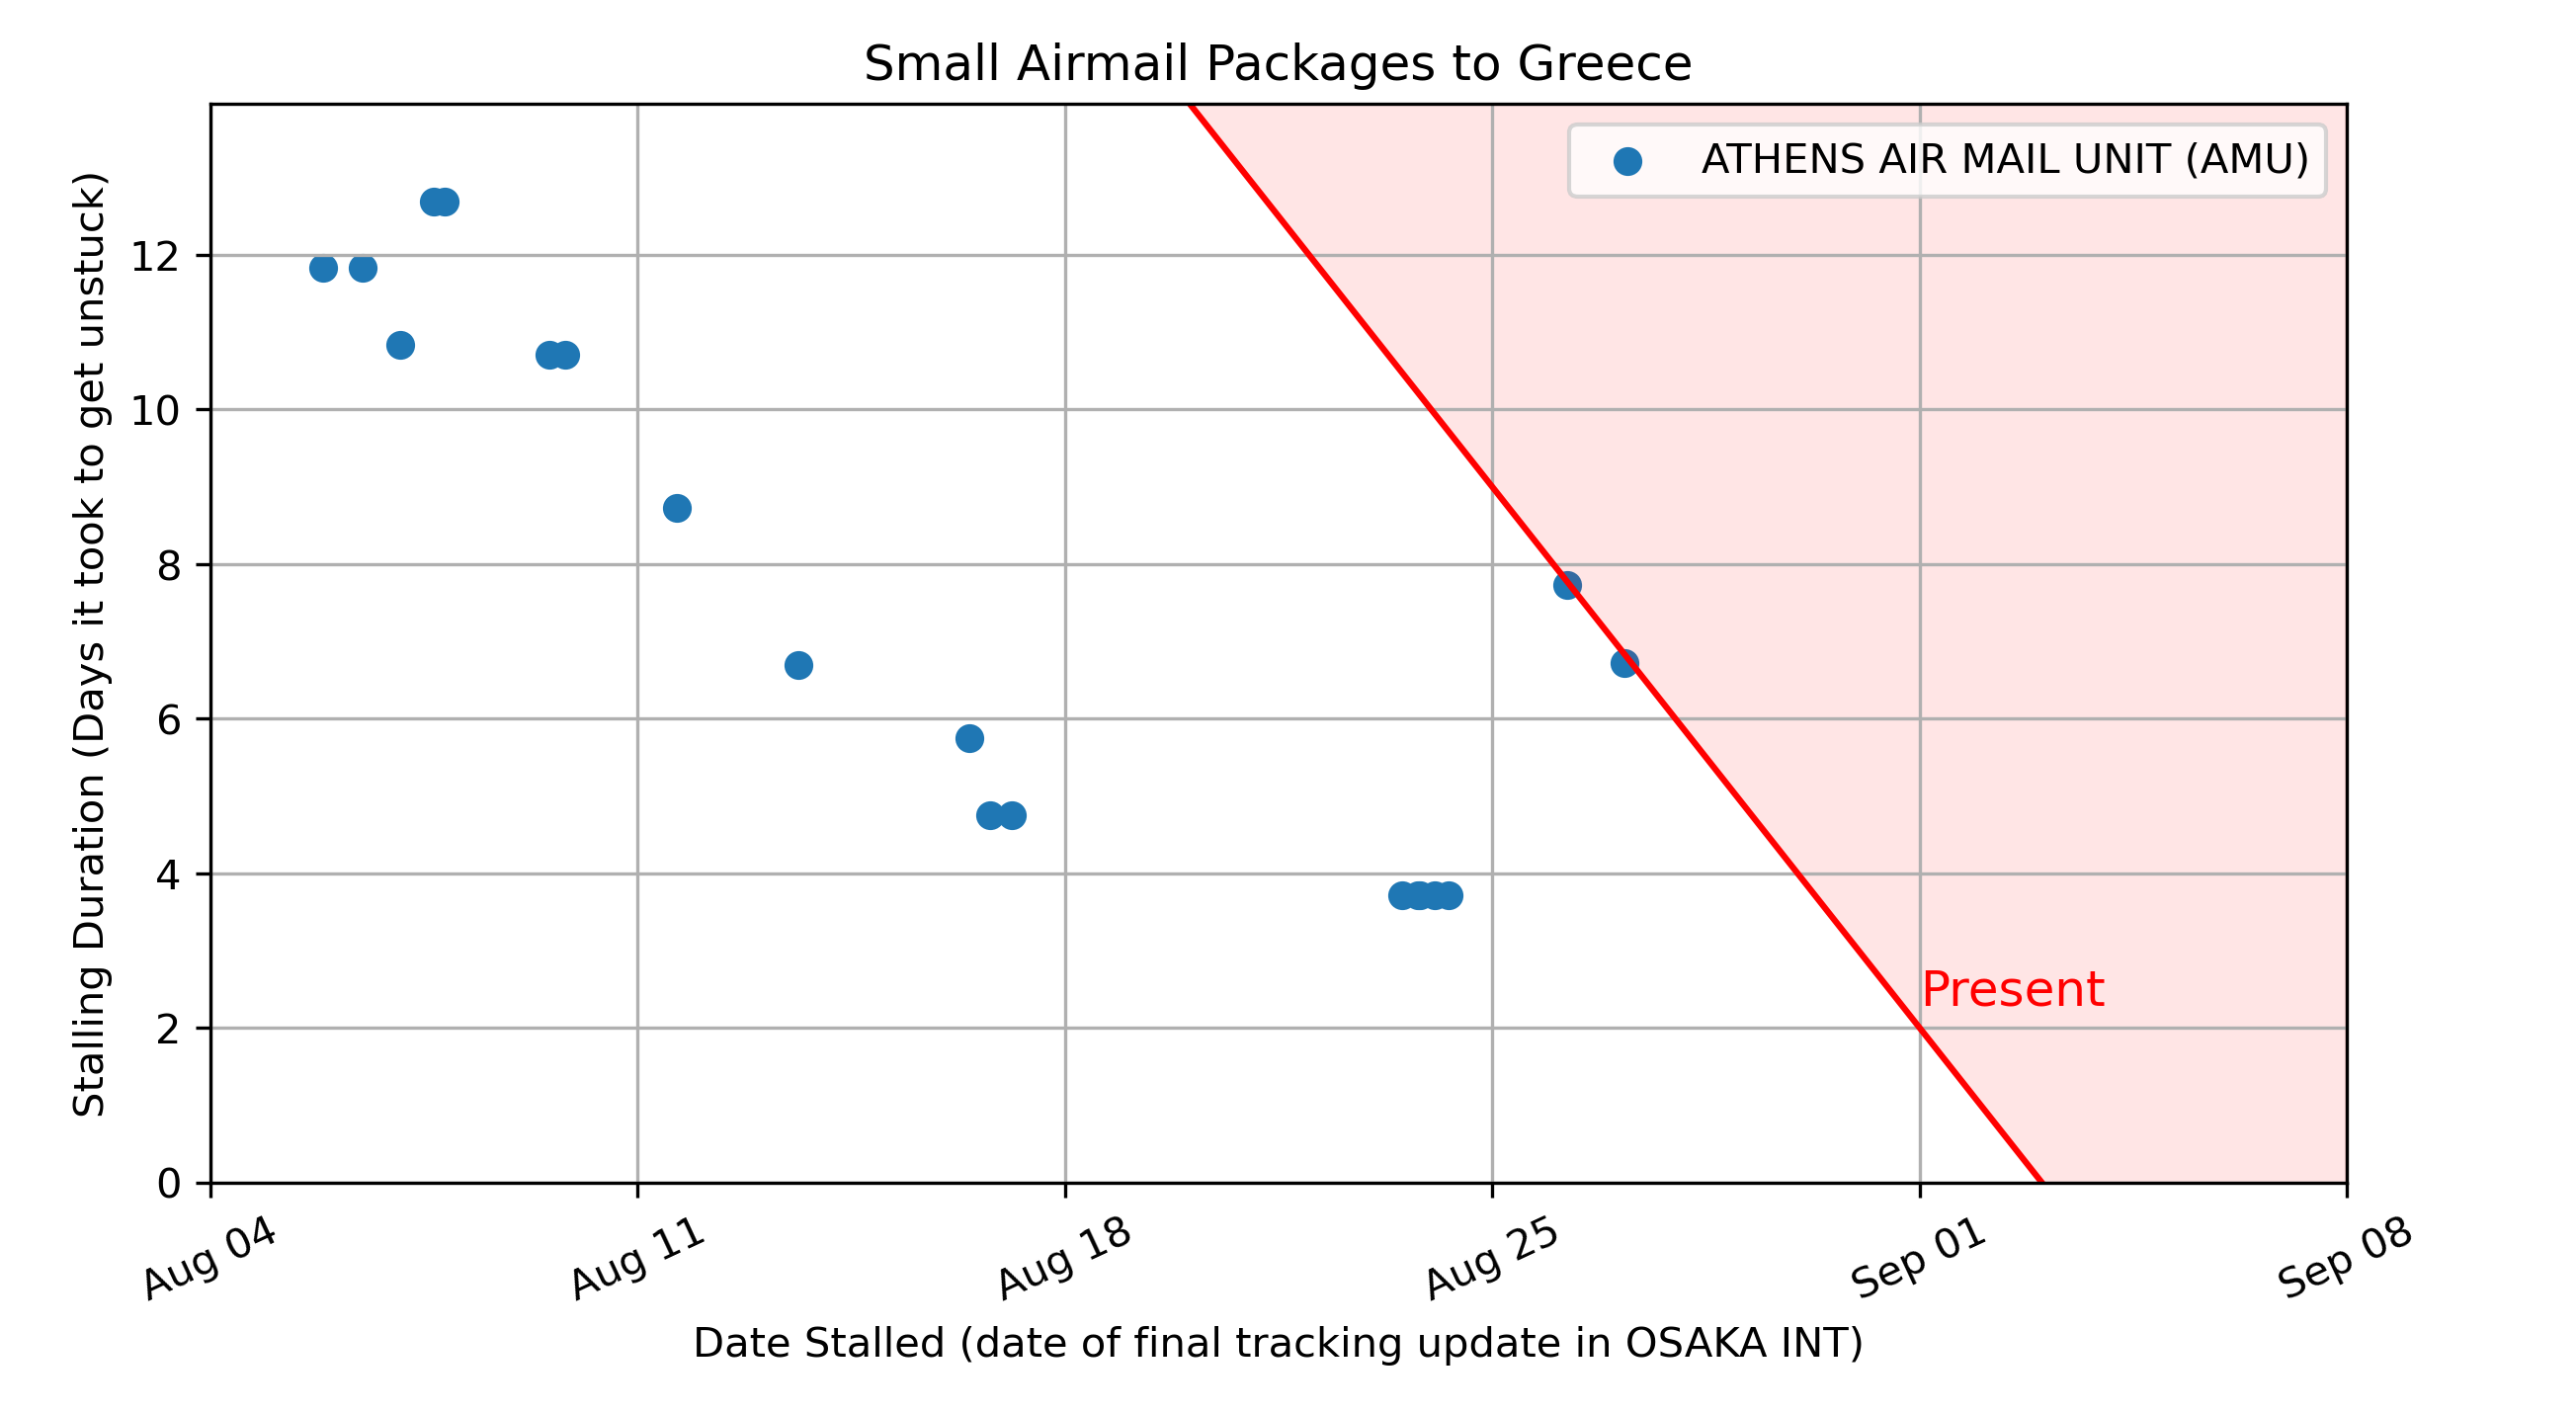 Small Airmail Packages to Greece
ATHENS AIR MAIL UNIT (AMU)
Stalling Duration (Days it took to get unstuck)
12
10
8
6
4
2
0
Present
Aug 04
Aug 11
Aug 18
Aug 25
Sep 01
Sep 08
Date Stalled (date of final tracking update in OSAKA INT)